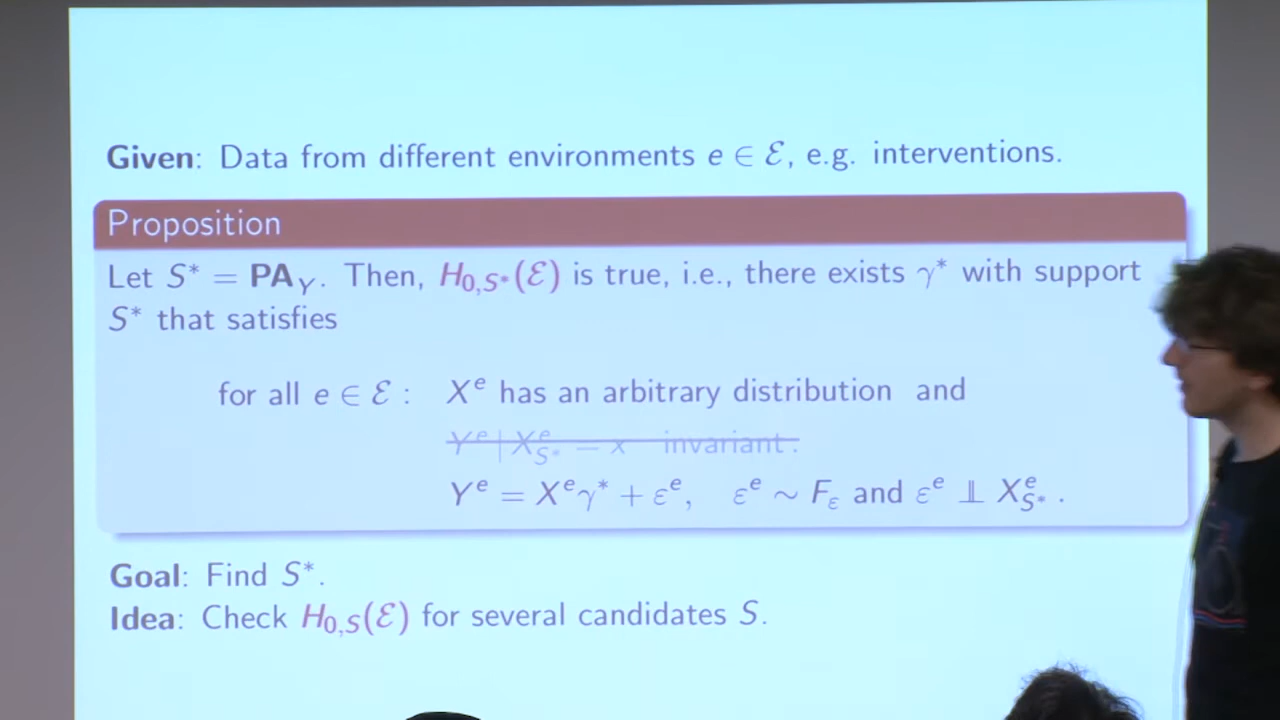 Given: Data from different environments e ∈ ℰ, e.g. interventions.
Proposition
Let S* = PA_Y. Then, H_{0,S*}(ℰ) is true, i.e., there exists γ* with support
S* that satisfies
for all e ∈ ℰ : X^e has an arbitrary distribution and
Y^e | X^e_{S*} = x invariant.
Y^e = X^e γ* + ε^e, ε^e ∼ F_ε and ε^e ⫫ X^e_{S*} .
Goal: Find S*.
Idea: Check H_{0,S}(ℰ) for several candidates S.